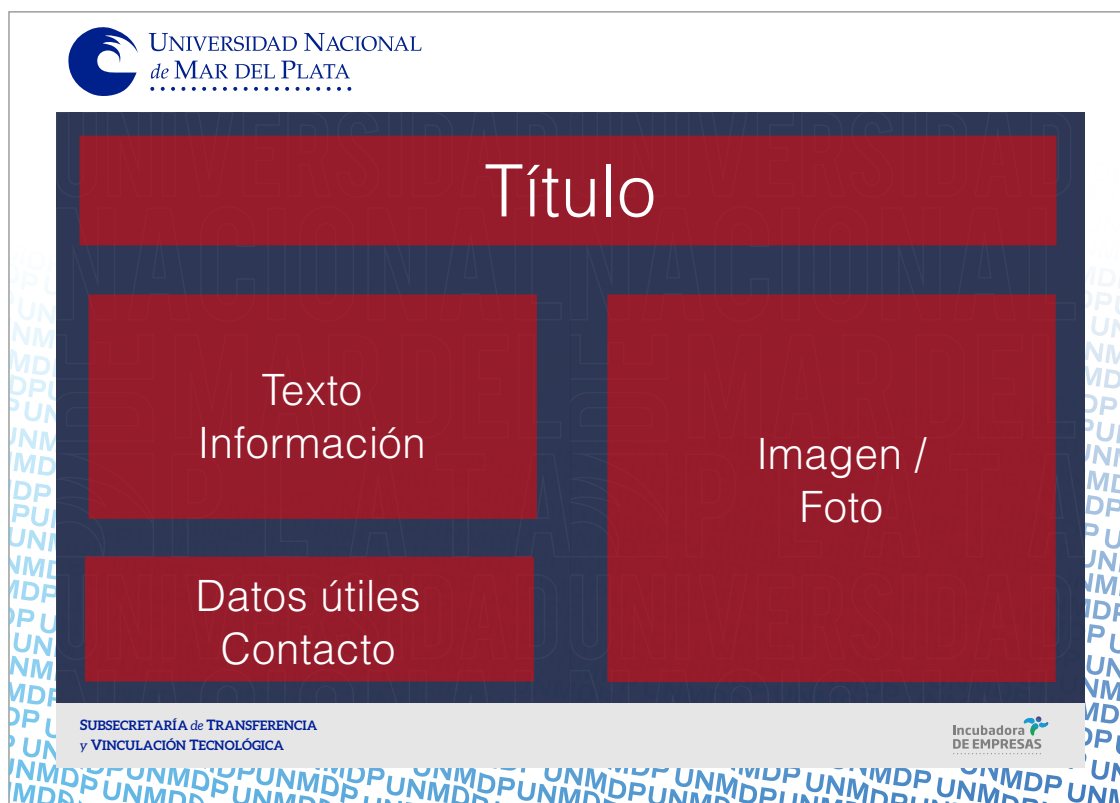 UNIVERSIDAD NACIONAL
de MAR DEL PLATA
Título
Texto
Información
Imagen /
Foto
Datos útiles
Contacto
SUBSECRETARÍA de TRANSFERENCIA
y VINCULACIÓN TECNOLÓGICA
Incubadora
DE EMPRESAS